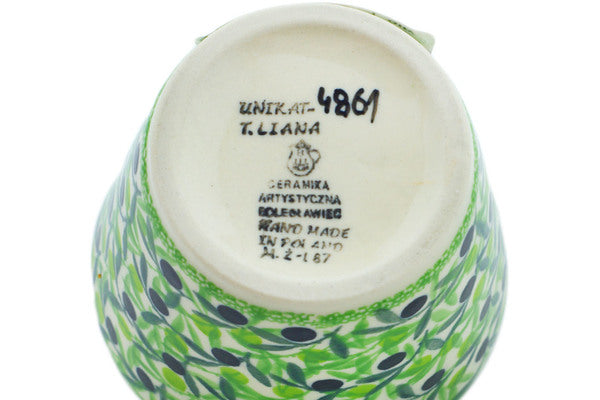 UNIKAT-4861
T.LIANA
CERAMIKA
ARTYSTYCZNA
BOLESŁAWIEC
HAND MADE
IN POLAND